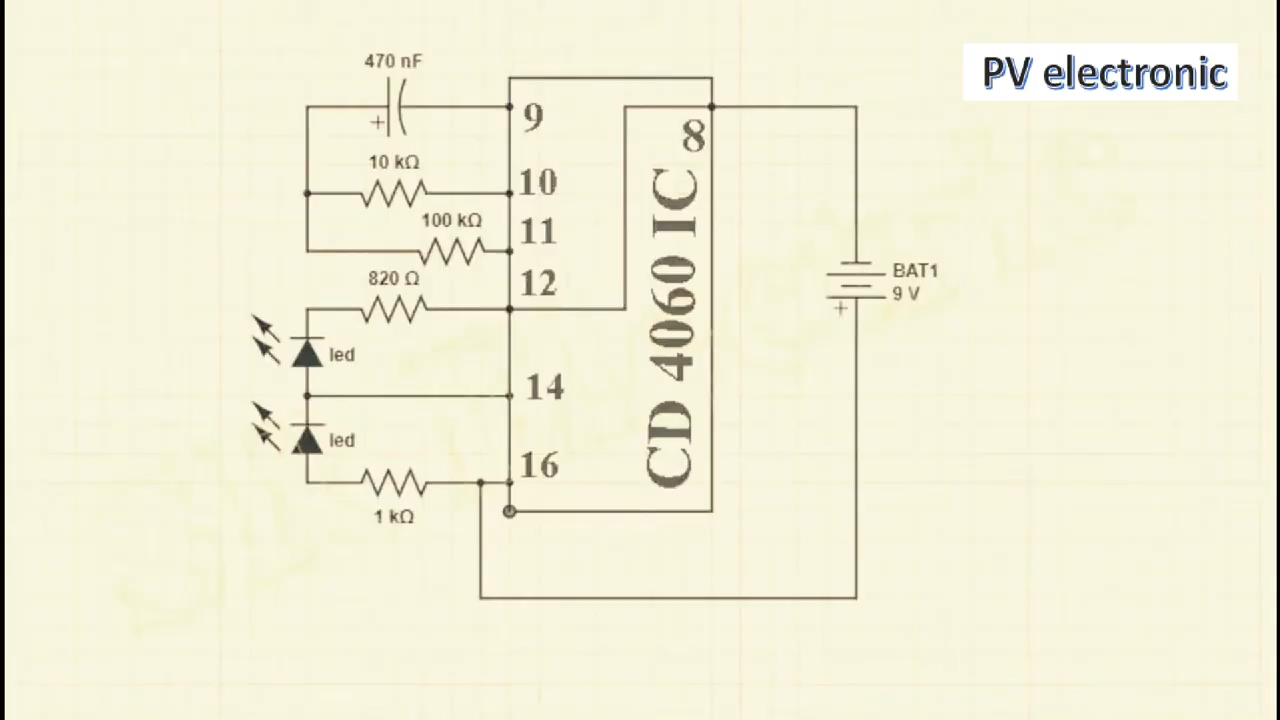 PV electronic
470 nF
+
9
8
10 kΩ
10
100 kΩ
11
820 Ω
12
CD 4060 IC
BAT1
9 V
+
led
14
led
16
1 kΩ